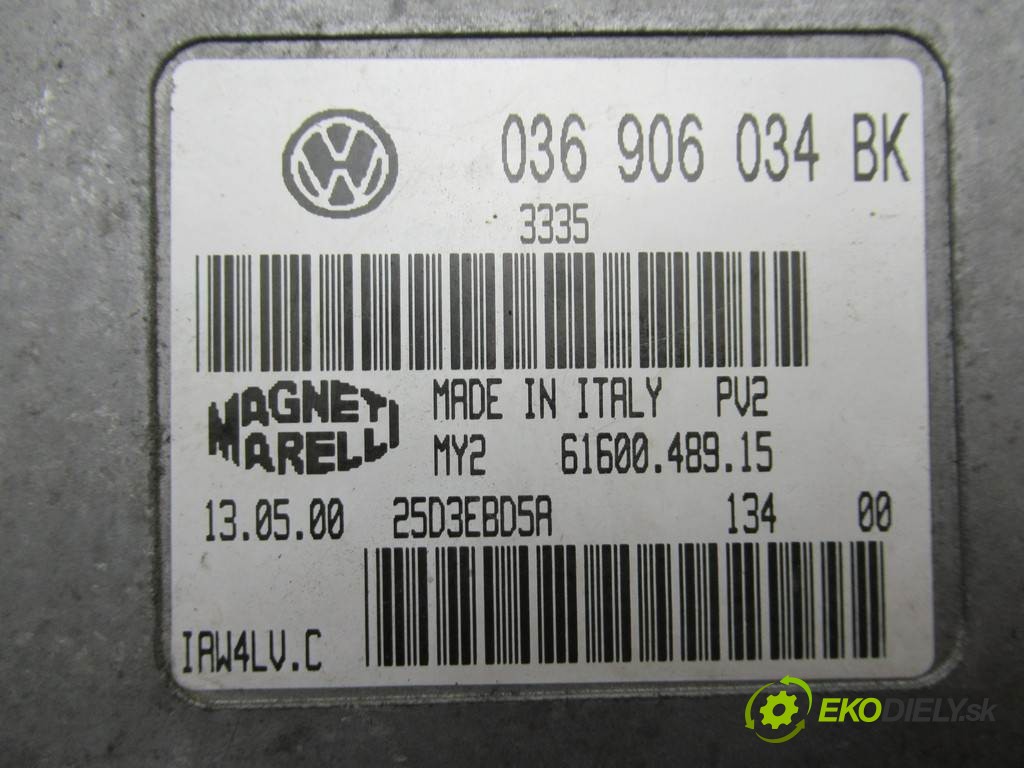 036 906 034 BK
3335
MAGNETI MARELLI
MADE IN ITALY PV2
MY2 61600.489.15
13.05.00 25D3EBD5A 134 00
IAW4LV.C
EKODIELY.sk